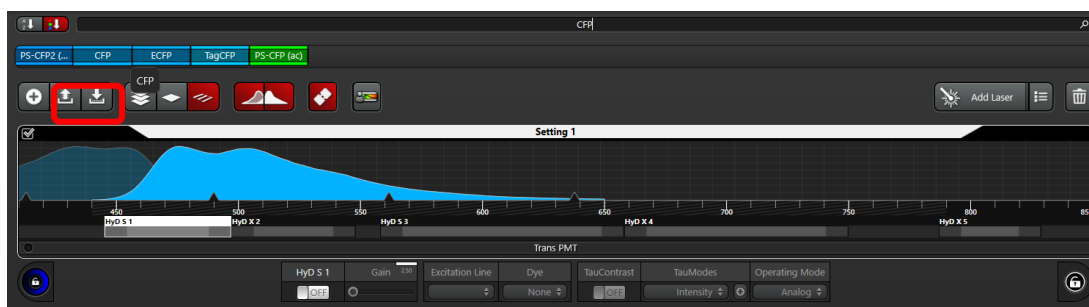 CFP
PS-CFP2 (... CFP ECFP TagCFP PS-CFP (ac)
CFP
Add Laser
Setting 1
450 500 550 600 650 700 750 800 85
HyD S 1 HyD X 2 HyD S 3 HyD X 4 HyD X 5
Trans PMT
HyD S 1 Gain 2.50 Excitation Line Dye TauContrast TauModes Operating Mode
OFF None OFF Intensity Analog